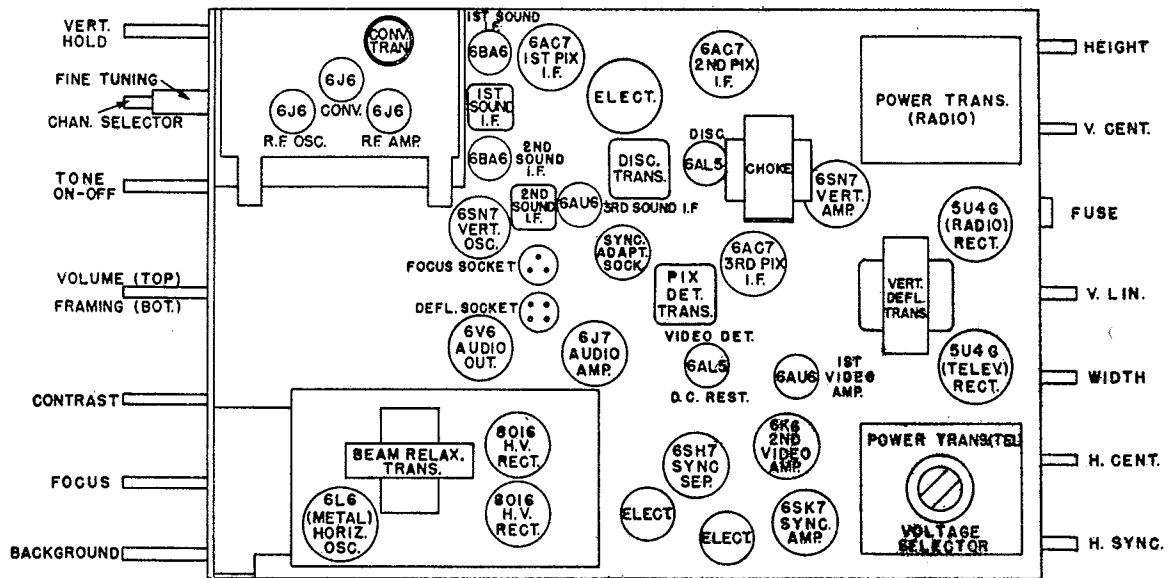 VERT.
HOLD
FINE TUNING
CHAN. SELECTOR
TONE
ON-OFF
VOLUME (TOP)
FRAMING (BOT.)
CONTRAST
FOCUS
BACKGROUND
CONV.
TRAN.
6J6
CONV.
6J6
R.F. OSC.
6J6
R.F. AMP.
1ST SOUND
I.F.
6BA6
1ST
SOUND
I.F.
6BA6
2ND
SOUND
I.F.
2ND
SOUND
I.F.
6AU6
3RD SOUND I.F
6AC7
1ST PIX
I.F.
ELECT.
6AC7
2ND PIX
I.F.
DISC.
TRANS.
DISC.
6AL5
CHOKE
6SN7
VERT.
AMP.
POWER TRANS.
(RADIO)
6SN7
VERT.
OSC.
FOCUS SOCKET
DEFL. SOCKET
SYNC.
ADAPT.
SOCK.
6AC7
3RD PIX
I.F.
PIX
DET.
TRANS.
5U4G
(RADIO)
RECT.
VERT.
DEFL.
TRANS.
5U4G
(TELEV.)
RECT.
6V6
AUDIO
OUT.
6J7
AUDIO
AMP.
VIDEO DET.
6AL5
D.C. REST.
6AU6
1ST
VIDEO
AMP.
BEAM RELAX.
TRANS.
8016
H.V.
RECT.
8016
H.V.
RECT.
6L6
(METAL)
HORIZ.
OSC.
6SH7
SYNC
SEP.
6K6
2ND
VIDEO
AMP.
ELECT.
ELECT.
6SK7
SYNC.
AMP.
POWER TRANS(TEL)
VOLTAGE
SELECTOR
HEIGHT
V. CENT.
FUSE
V. LIN.
WIDTH
H. CENT.
H. SYNC.